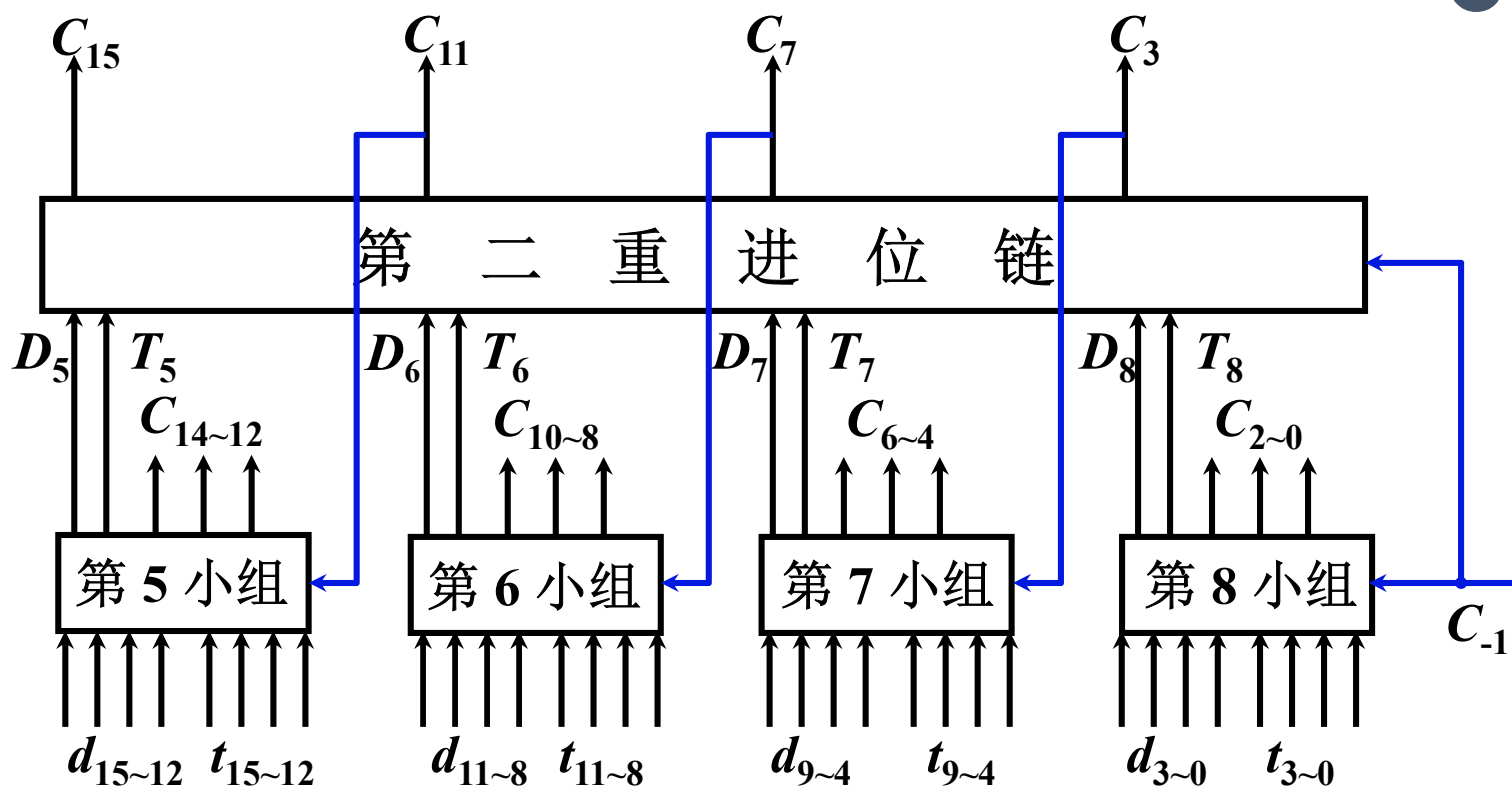 C15 C11 C7 C3
第 二 重 进 位 链
D5 T5 D6 T6 D7 T7 D8 T8
C14~12 C10~8 C6~4 C2~0
第 5 小组 第 6 小组 第 7 小组 第 8 小组
C-1
d15~12 t15~12 d11~8 t11~8 d9~4 t9~4 d3~0 t3~0